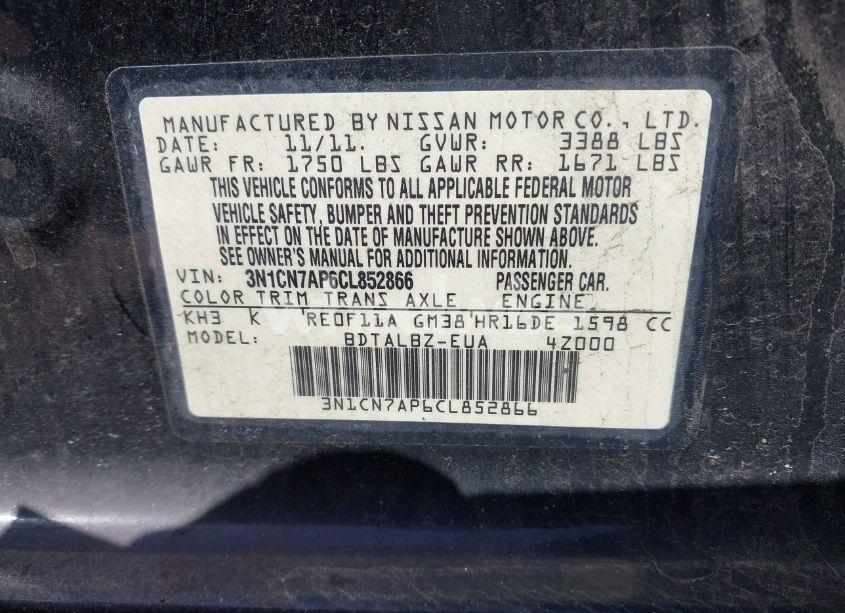 MANUFACTURED BY NISSAN MOTOR CO., LTD.
DATE: 11/11. GVWR: 3388 LBS
GAWR FR: 1750 LBS GAWR RR: 1671 LBS
THIS VEHICLE CONFORMS TO ALL APPLICABLE FEDERAL MOTOR
VEHICLE SAFETY, BUMPER AND THEFT PREVENTION STANDARDS
IN EFFECT ON THE DATE OF MANUFACTURE SHOWN ABOVE.
SEE OWNER'S MANUAL FOR ADDITIONAL INFORMATION.
VIN: 3N1CN7AP6CL852866 PASSENGER CAR.
COLOR TRIM TRANS AXLE ENGINE
KH3 K RE0F11A GM38 HR16DE 1598 CC
MODEL: BDTALBZ-EUA 4Z000
3N1CN7AP6CL852866